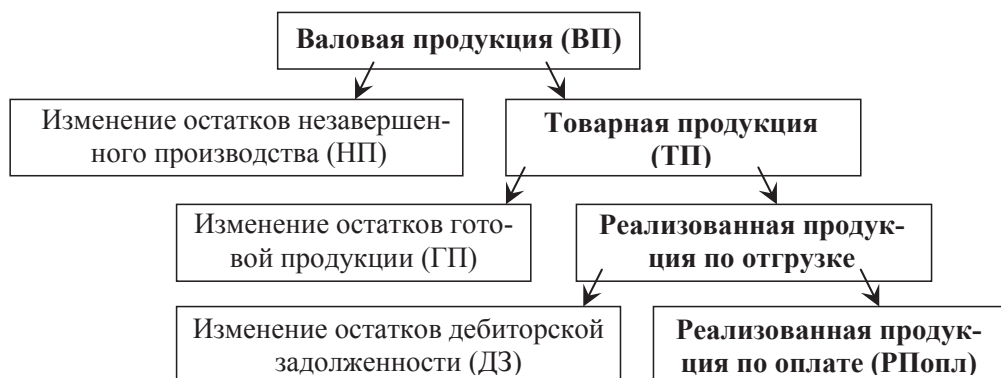 Валовая продукция (ВП)
Изменение остатков незавершен-
ного производства (НП)
Товарная продукция
(ТП)
Изменение остатков гото-
вой продукции (ГП)
Реализованная продук-
ция по отгрузке
Изменение остатков дебиторской
задолженности (ДЗ)
Реализованная продук-
ция по оплате (РПопл)